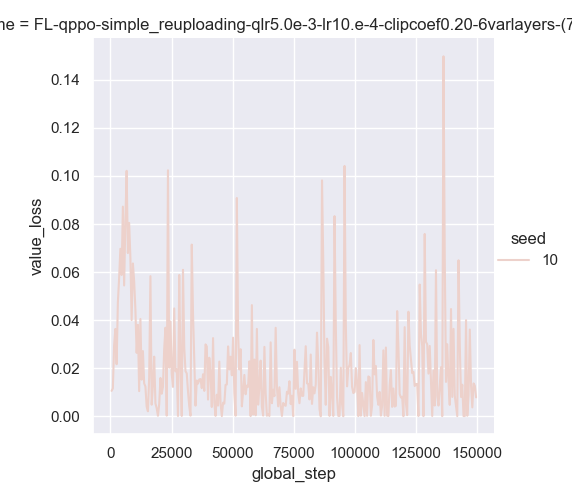 me = FL-qppo-simple_reuploading-qlr5.0e-3-lr10.e-4-clipcoef0.20-6varlayers-(7
value_loss
0.14
0.12
0.10
0.08
0.06
0.04
0.02
0.00
0 25000 50000 75000 100000 125000 150000
global_step
seed
10